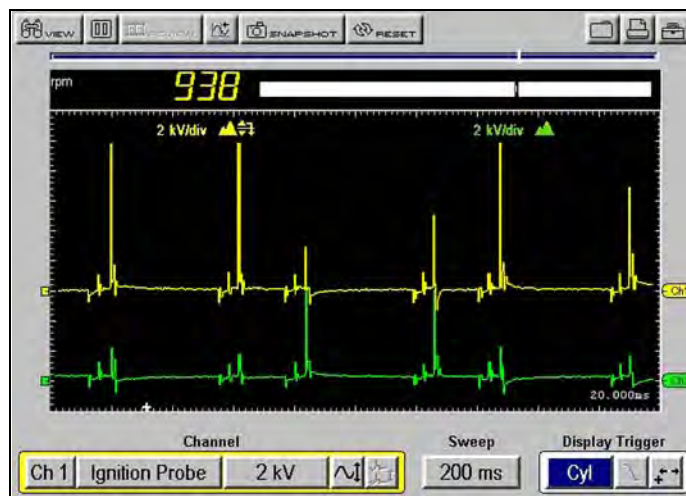 VIEW SNAPSHOT RESET
rpm 938
2 kV/div 2 kV/div
Ch1
20.000ms
Channel Sweep Display Trigger
Ch 1 Ignition Probe 2 kV 200 ms Cyl